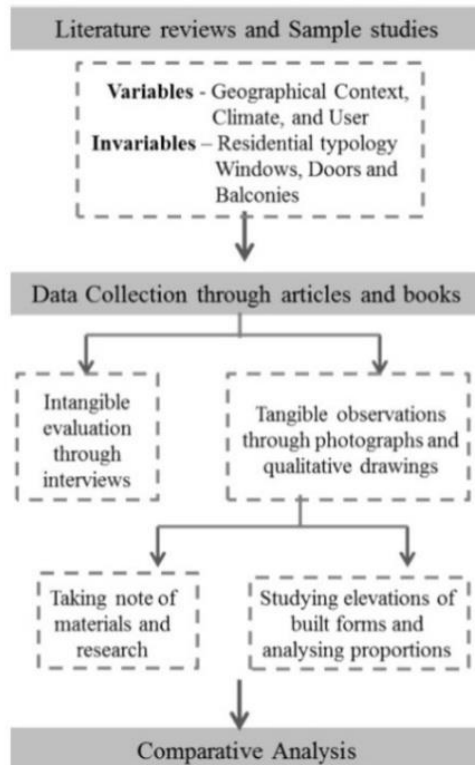 Literature reviews and Sample studies
Variables - Geographical Context,
Climate, and User
Invariables – Residential typology
Windows, Doors and
Balconies
Data Collection through articles and books
Intangible
evaluation
through
interviews
Tangible observations
through photographs and
qualitative drawings
Taking note of
materials and
research
Studying elevations of
built forms and
analysing proportions
Comparative Analysis